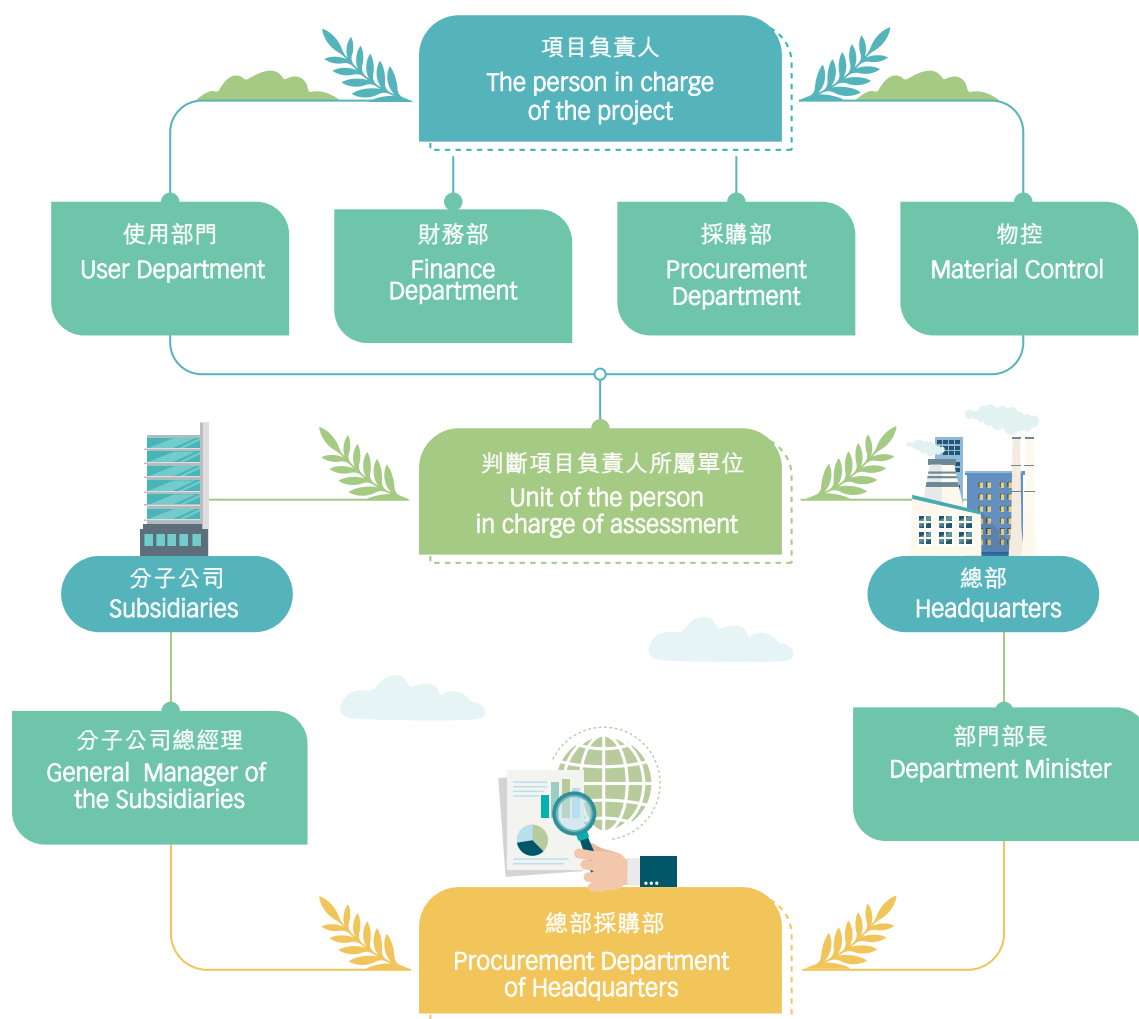 項目負責人
The person in charge
of the project
使用部門
User Department
財務部
Finance
Department
採購部
Procurement
Department
物控
Material Control
判斷項目負責人所屬單位
Unit of the person
in charge of assessment
分子公司
Subsidiaries
總部
Headquarters
分子公司總經理
General Manager of
the Subsidiaries
部門部長
Department Minister
總部採購部
Procurement Department
of Headquarters